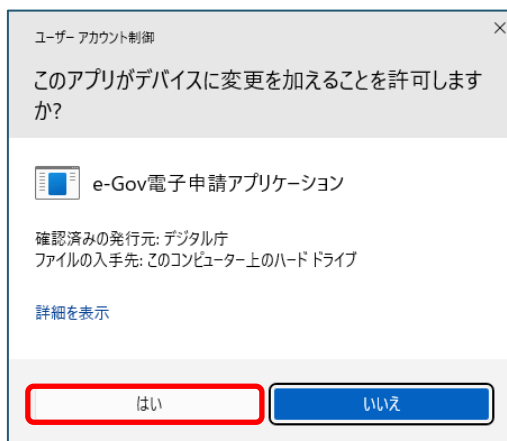 ユーザー アカウント制御
このアプリがデバイスに変更を加えることを許可します
か?
e-Gov電子申請アプリケーション
確認済みの発行元: デジタル庁
ファイルの入手先: このコンピューター上のハード ドライブ
詳細を表示
はい
いいえ